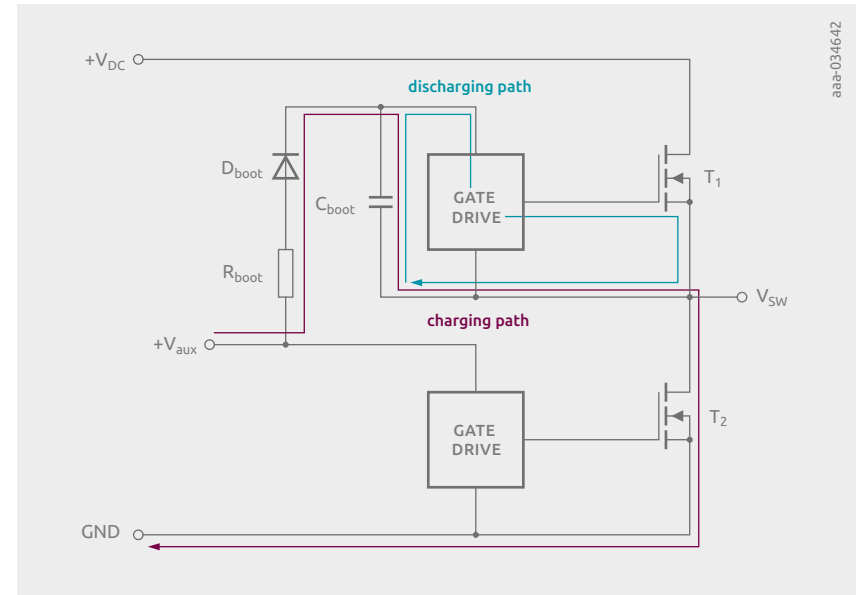 aaa-034642
+VDC
discharging path
Dboot
GATE
DRIVE
T1
Cboot
Rboot
VSW
charging path
+Vaux
GATE
DRIVE
T2
GND